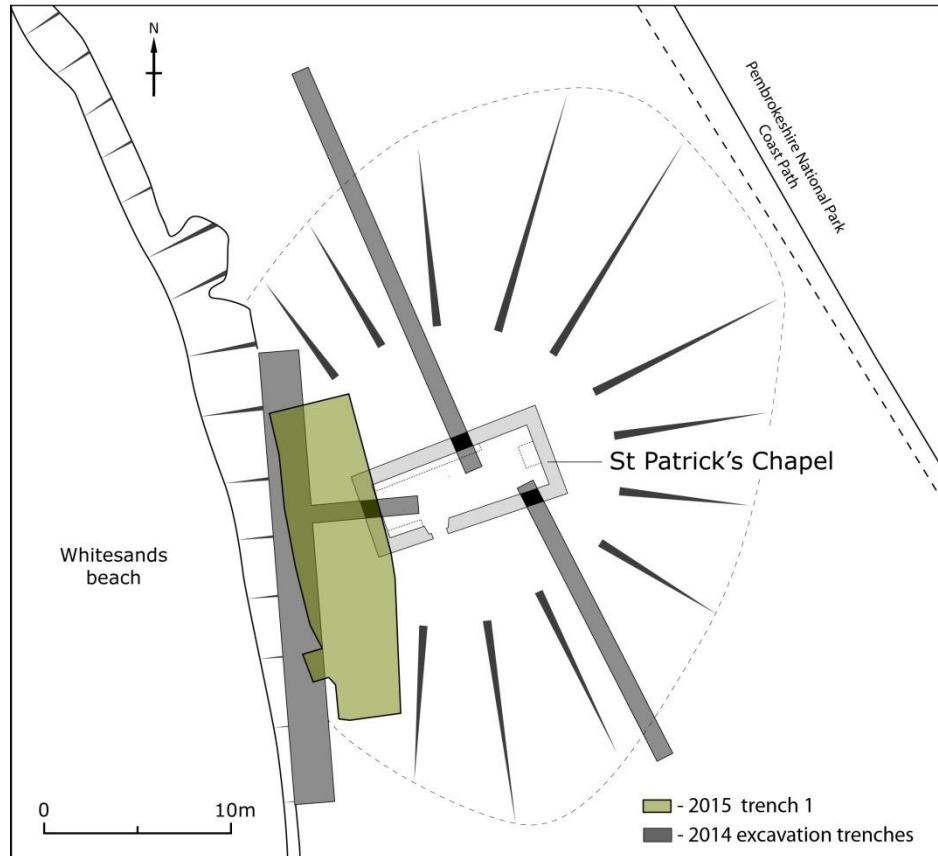 N
Pembrokeshire National Park
Coast Path
St Patrick's Chapel
Whitesands
beach
0 10m
- 2015 trench 1
- 2014 excavation trenches